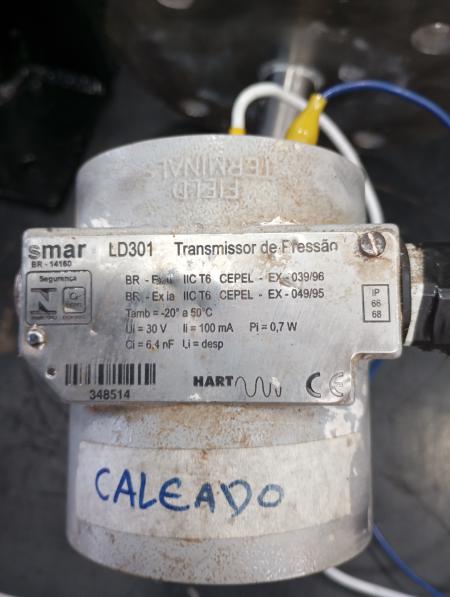 FIELD
TERMINALS
smar LD301 Transmissor de Pressão
BR - 14160
Segurança
BR - Ex d IIC T6 CEPEL - EX - 039/96
BR - Ex ia IIC T6 CEPEL - EX - 049/95
Tamb = -20° a 50°C
Ui = 30 V Ii = 100 mA Pi = 0,7 W
Ci = 6,4 nF Li = desp
IP
66
68
348514
HART
CE
CALEADO